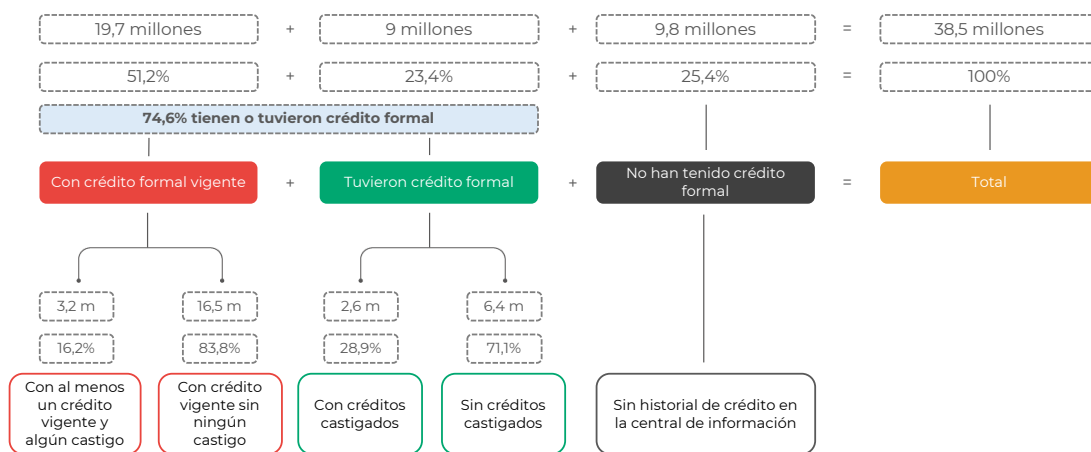 19,7 millones + 9 millones + 9,8 millones = 38,5 millones
51,2% + 23,4% + 25,4% = 100%
74,6% tienen o tuvieron crédito formal
Con crédito formal vigente + Tuvieron crédito formal + No han tenido crédito
formal = Total
3,2 m 16,5 m 2,6 m 6,4 m
16,2% 83,8% 28,9% 71,1%
Con al menos
un crédito
vigente y
algún castigo
Con crédito
vigente sin
ningún
castigo
Con créditos
castigados
Sin créditos
castigados
Sin historial de crédito en
la central de información